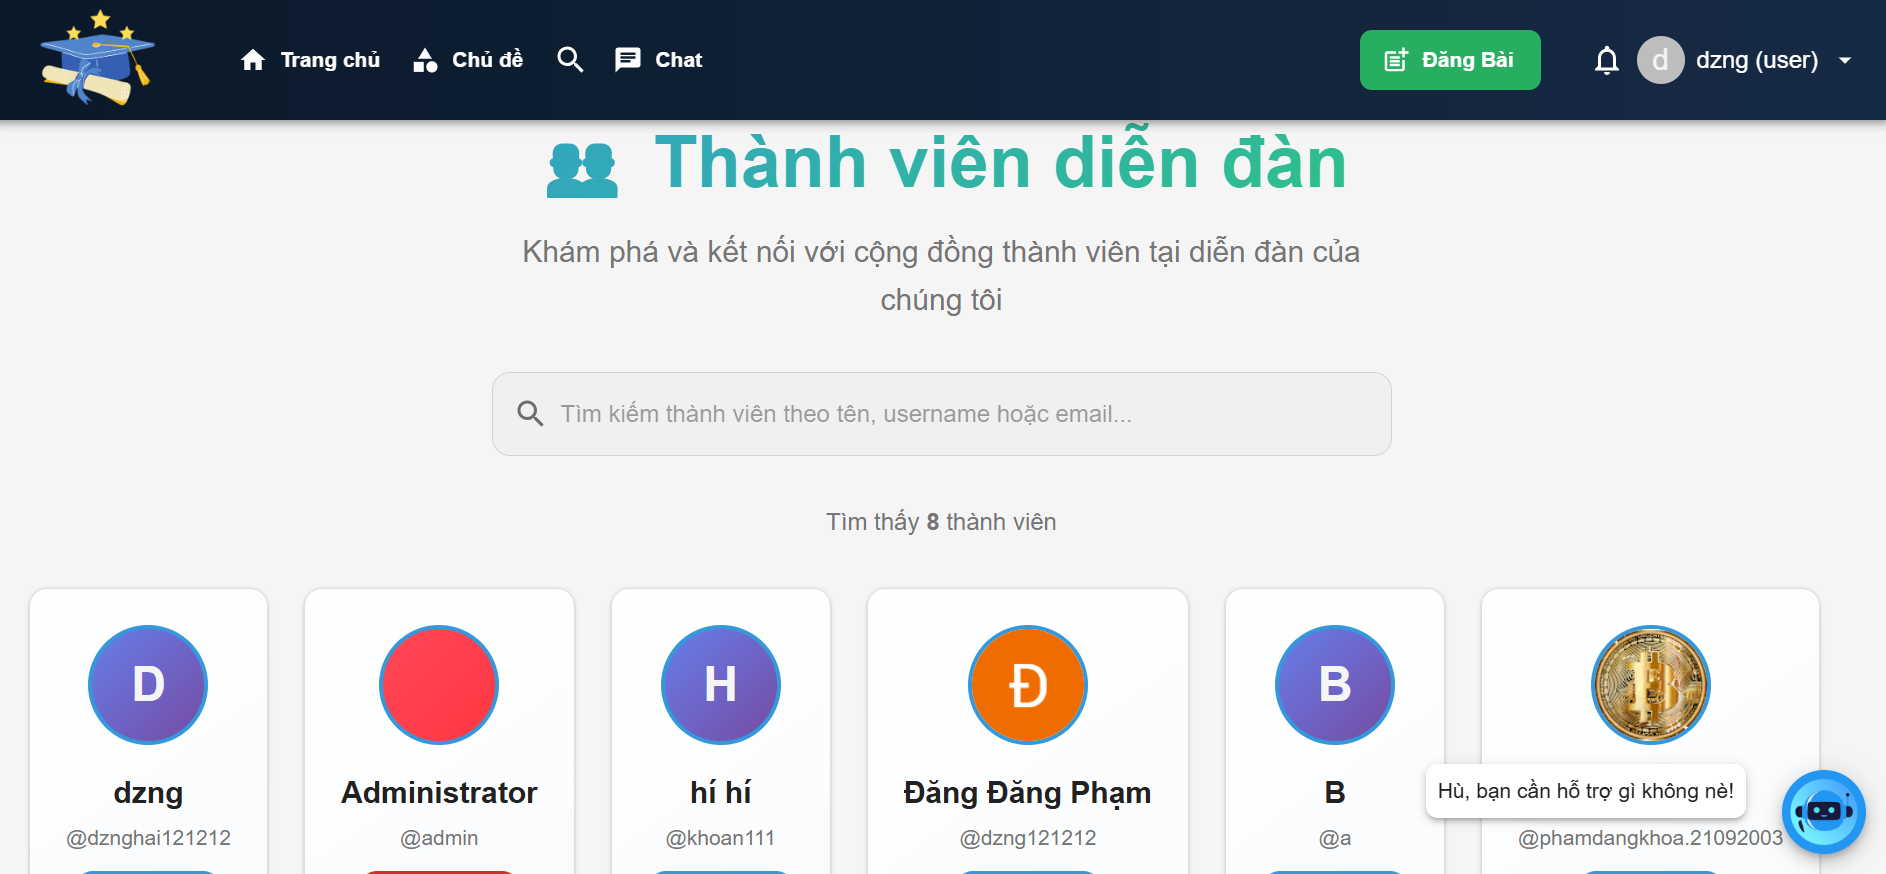 Trang chủ
Chủ đề
Chat
Đăng Bài
d
dzng (user)
Thành viên diễn đàn
Khám phá và kết nối với cộng đồng thành viên tại diễn đàn của
chúng tôi
Tìm kiếm thành viên theo tên, username hoặc email...
Tìm thấy 8 thành viên
D
dzng
@dznghai121212
Administrator
@admin
H
hí hí
@khoan111
Đ
Đăng Đăng Phạm
@dzng121212
B
B
@a
@phamdangkhoa.21092003
Hù, bạn cần hỗ trợ gì không nè!